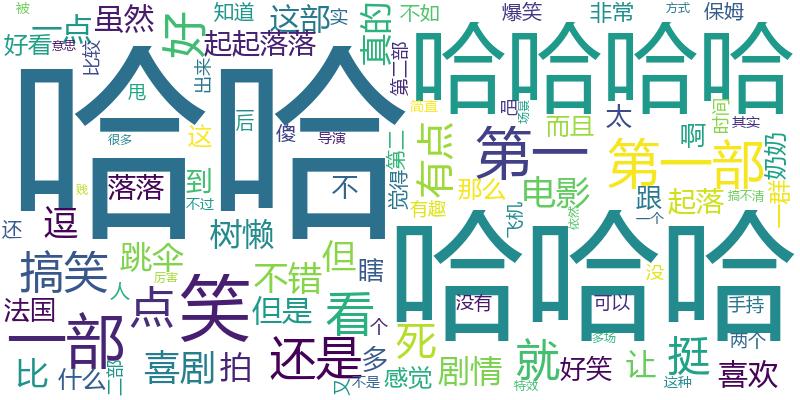 被
虽然
这部
实
真的
不如
爆笑
非常
方式
保姆
知道
一点
好
好看
意思
比较
起起落落
出来
第二部
哈哈
哈哈哈哈
甩
后
傻
导演
很多
这
简直
吧
场景
而且
太
啊
时间
其实
奶奶
第一
第一部
有点
觉得
第二
落落
到
不
贱
不过
那么
电影
跟
起落
搞不清
一群
有趣
飞机
依然
一个
还
逗
树懒
哈哈哈
搞笑
跳伞
厉害
不错
但
瞎
没
人
法国
点
笑
但是
看
个
没有
可以
手持
一部
还是
死
多场
两个
比
什么
二部
喜剧
拍
又
多
不是
感觉
剧情
就
特效
好笑
让
挺
这种
喜欢